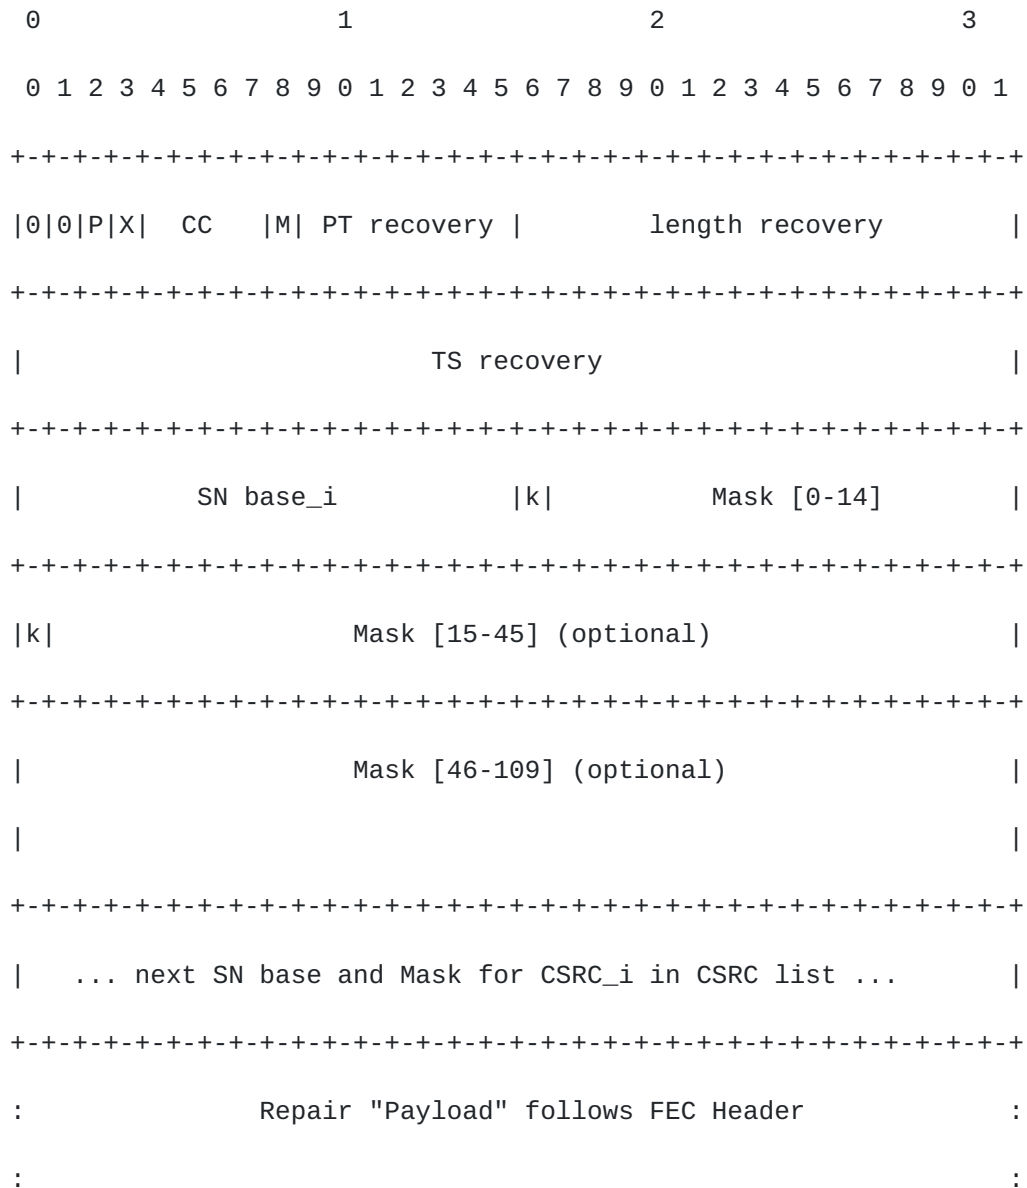 0                   1                   2                   3
 0 1 2 3 4 5 6 7 8 9 0 1 2 3 4 5 6 7 8 9 0 1 2 3 4 5 6 7 8 9 0 1
+-+-+-+-+-+-+-+-+-+-+-+-+-+-+-+-+-+-+-+-+-+-+-+-+-+-+-+-+-+-+-+-+
|0|0|P|X|  CC   |M| PT recovery |        length recovery        |
+-+-+-+-+-+-+-+-+-+-+-+-+-+-+-+-+-+-+-+-+-+-+-+-+-+-+-+-+-+-+-+-+
|                          TS recovery                          |
+-+-+-+-+-+-+-+-+-+-+-+-+-+-+-+-+-+-+-+-+-+-+-+-+-+-+-+-+-+-+-+-+
|           SN base_i           |k|          Mask [0-14]        |
+-+-+-+-+-+-+-+-+-+-+-+-+-+-+-+-+-+-+-+-+-+-+-+-+-+-+-+-+-+-+-+-+
|k|                   Mask [15-45] (optional)                   |
+-+-+-+-+-+-+-+-+-+-+-+-+-+-+-+-+-+-+-+-+-+-+-+-+-+-+-+-+-+-+-+-+
|                     Mask [46-109] (optional)                  |
|                                                               |
+-+-+-+-+-+-+-+-+-+-+-+-+-+-+-+-+-+-+-+-+-+-+-+-+-+-+-+-+-+-+-+-+
|   ... next SN base and Mask for CSRC_i in CSRC list ...       |
+-+-+-+-+-+-+-+-+-+-+-+-+-+-+-+-+-+-+-+-+-+-+-+-+-+-+-+-+-+-+-+-+
:               Repair "Payload" follows FEC Header             :
:                                                               :